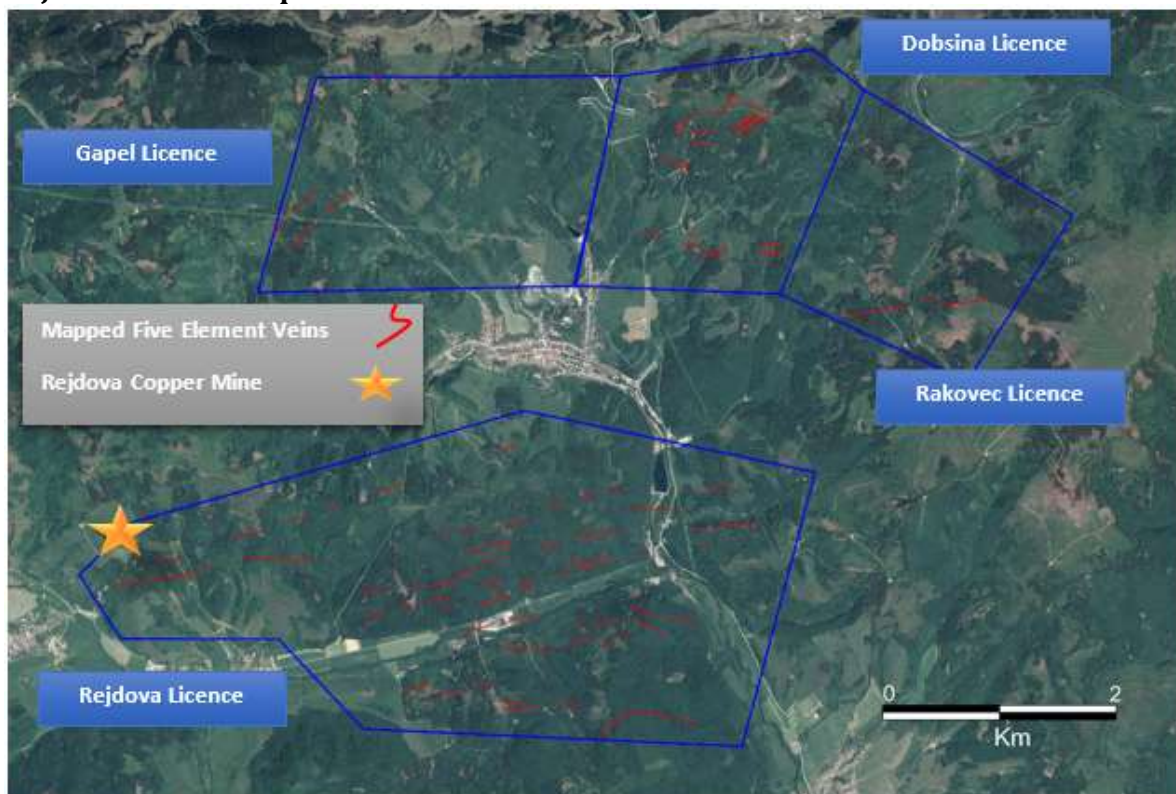 Dobsina Licence
Gapel Licence
Mapped Five Element Veins
Rejdova Copper Mine
Rakovec Licence
Rejdova Licence
0 2
Km